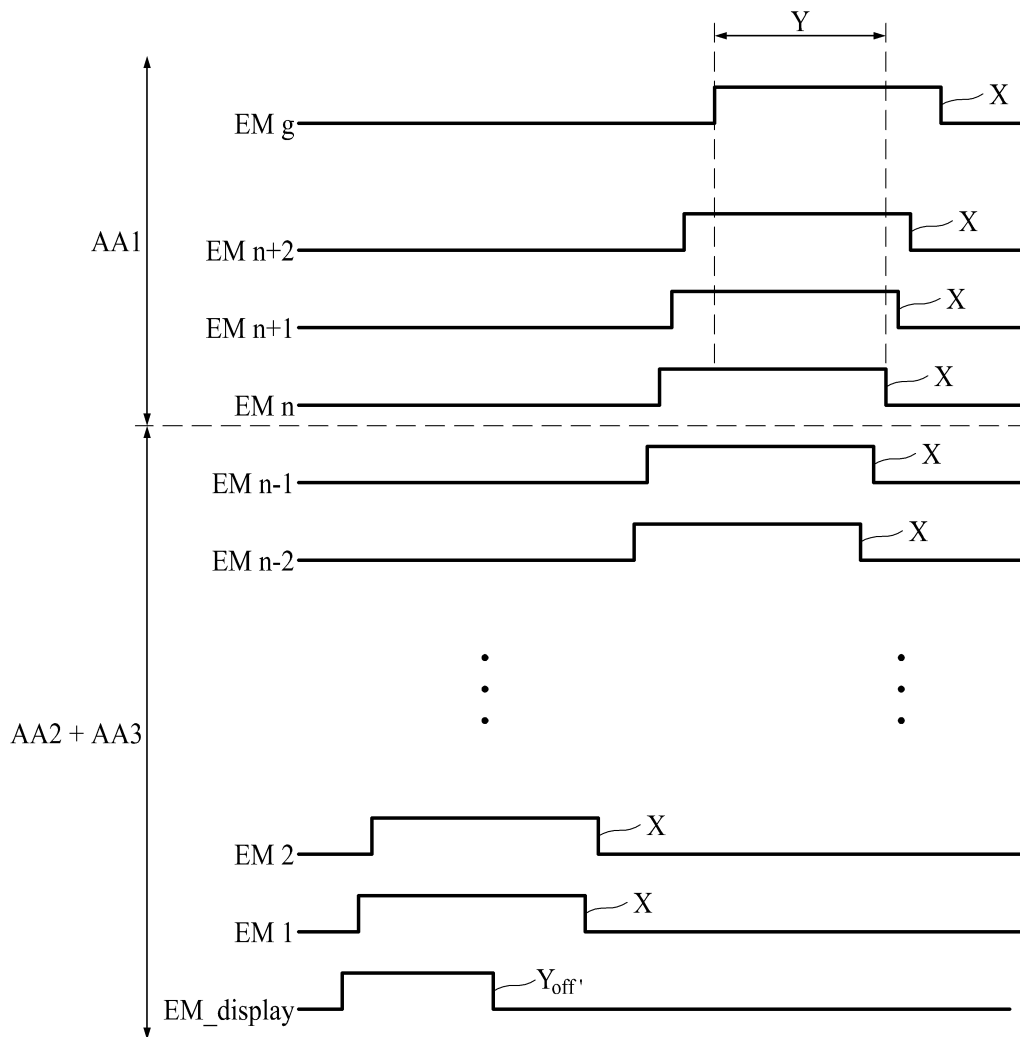 Y
EM g X
AA1
EM n+2 X
EM n+1 X
EM n X
EM n-1 X
EM n-2 X
AA2 + AA3
EM 2 X
EM 1 X
EM_display Yoff'